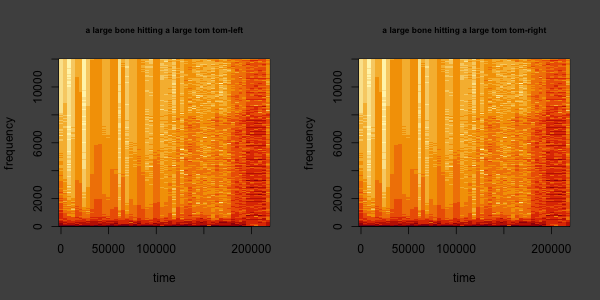 a large bone hitting a large tom tom-left
a large bone hitting a large tom tom-right
frequency
10000
6000
2000
0
0 50000 100000 200000
time
frequency
10000
6000
2000
0
0 50000 100000 200000
time